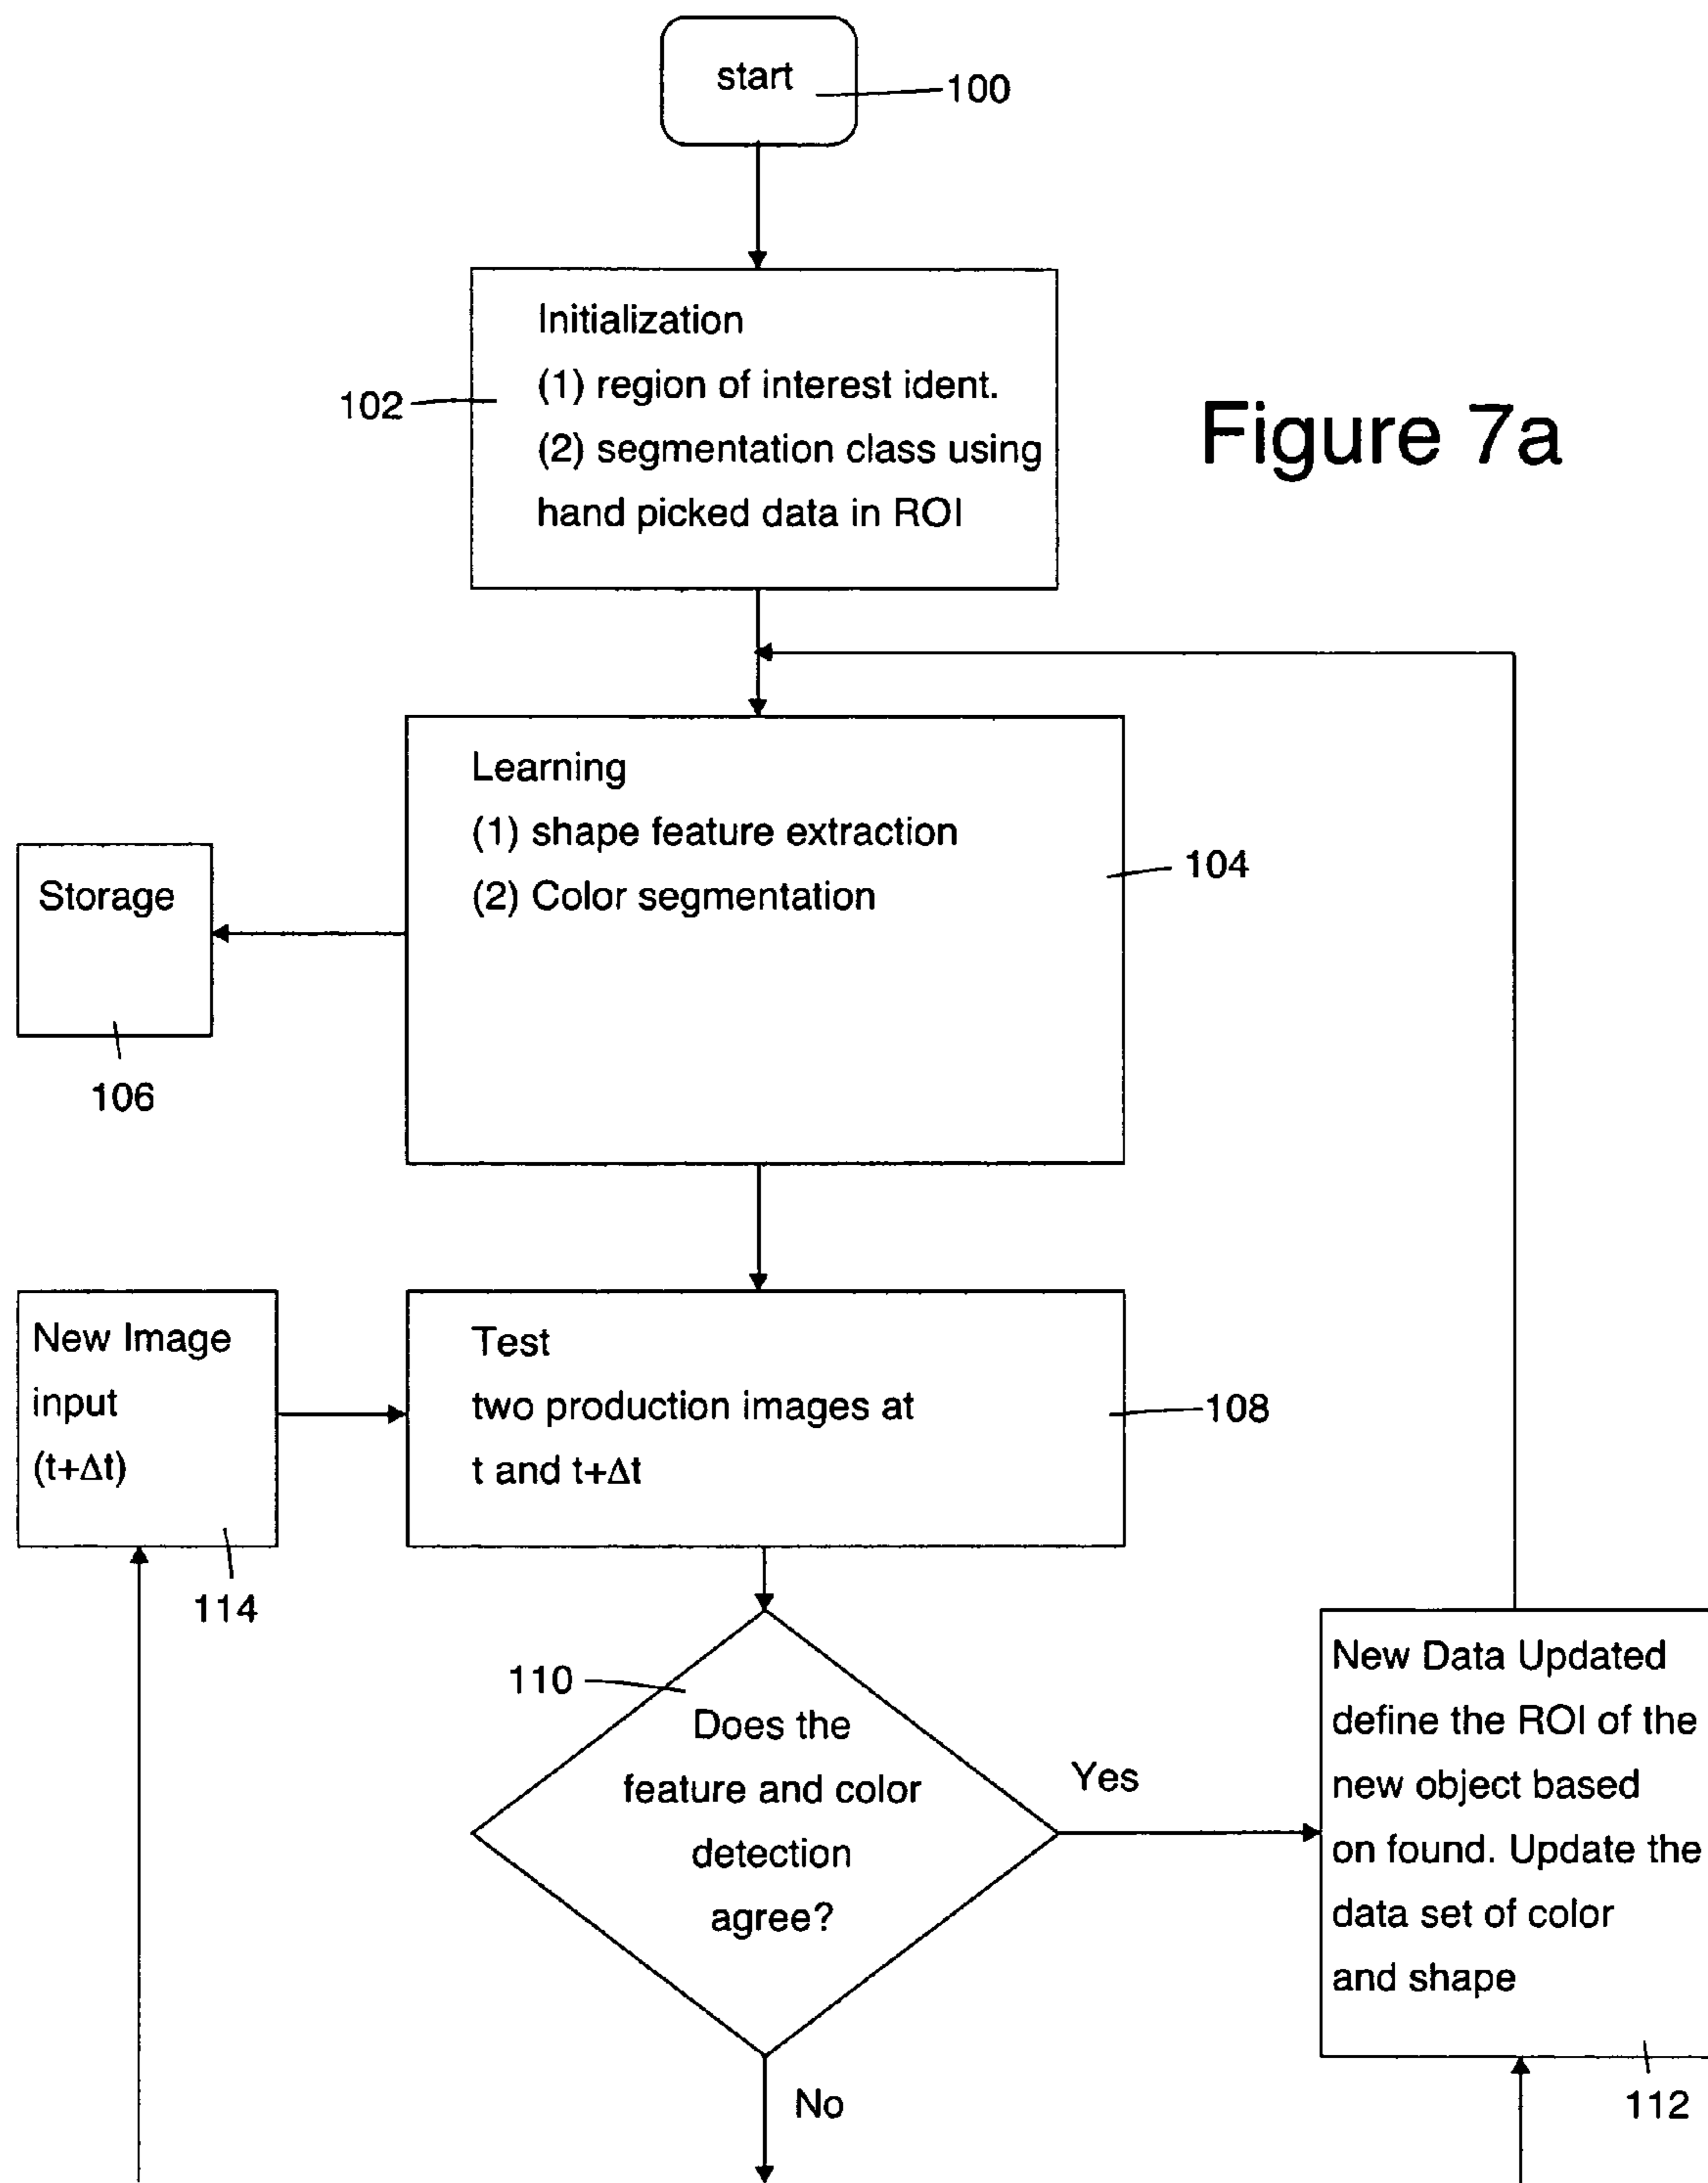 start
100
Initialization
(1) region of interest ident.
(2) segmentation class using
hand picked data in ROI
102
Figure 7a
Learning
(1) shape feature extraction
(2) Color segmentation
104
Storage
106
New Image
input
(t+Δt)
114
Test
two production images at
t and t+Δt
108
110
Does the
feature and color
detection
agree?
Yes
No
New Data Updated
define the ROI of the
new object based
on found. Update the
data set of color
and shape
112